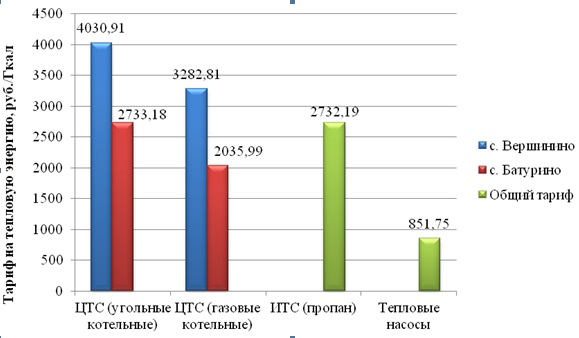 Тариф на тепловую энергию, руб./Гкал
4500
4000
3500
3000
2500
2000
1500
1000
500
0
4030,91
2733,18
3282,81
2035,99
2732,19
851,75
ЦТС (угольные
котельные)
ЦТС (газовые
котельные)
ИТС (пропан)
Тепловые
насосы
с. Вершинино
с. Батурино
Общий тариф